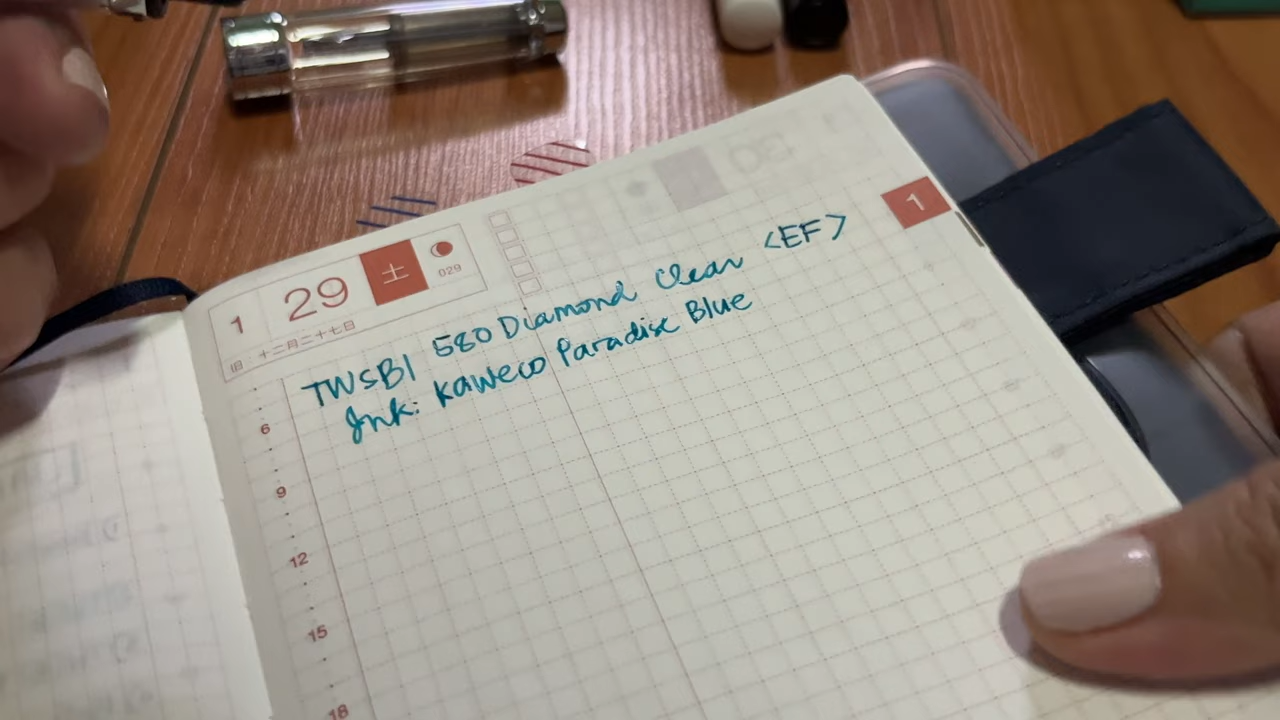 1 29 土 029
旧 十二月二十七日
1
TWSBI 580 Diamond Clear <EF>
Ink: Kaweco Paradise Blue
6
9
12
15
18